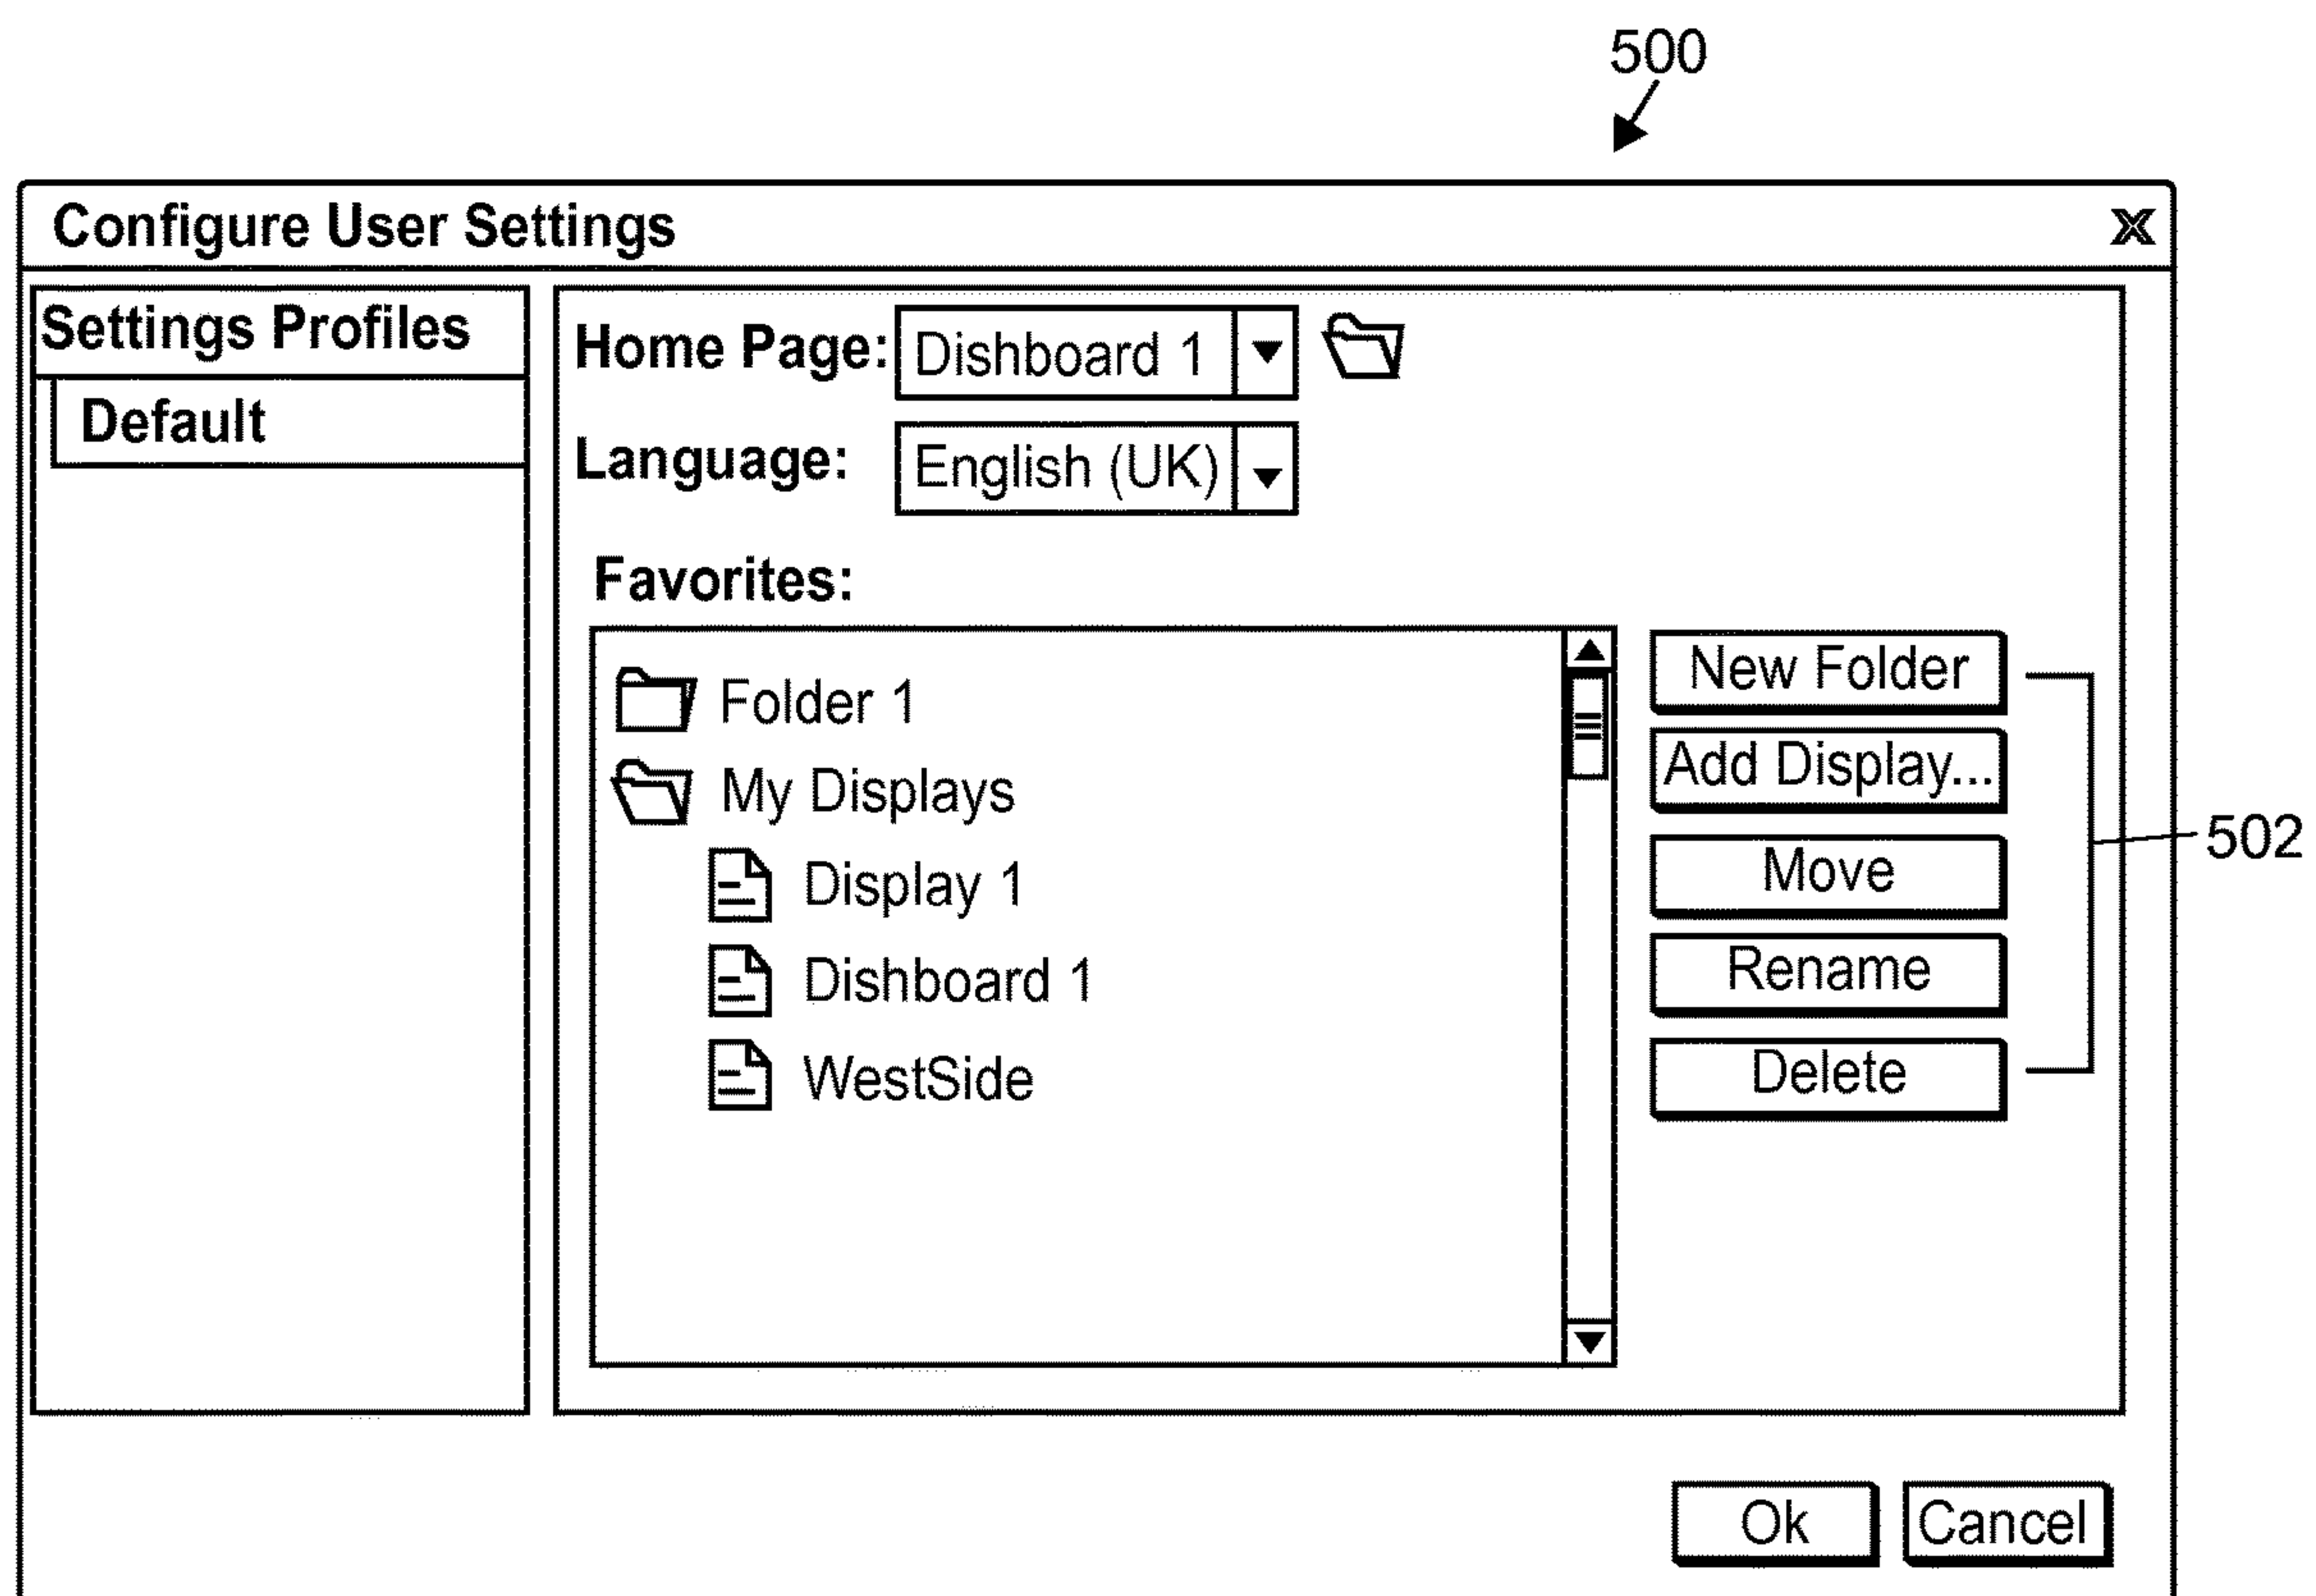 500
Configure User Settings X
Settings Profiles
Default
Home Page: Dishboard 1
Language: English (UK)
Favorites:
Folder 1
My Displays
Display 1
Dishboard 1
WestSide
New Folder
Add Display...
Move
Rename
Delete
502
Ok Cancel